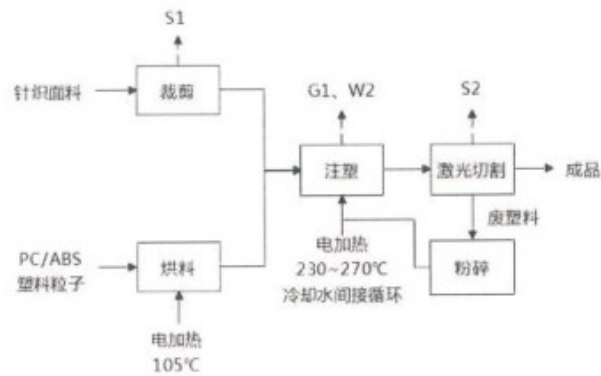 S1
针织面料
裁剪
G1、W2
S2
注塑
激光切割
成品
废塑料
PC/ABS
塑料粒子
烘料
电加热
230~270℃
冷却水间接循环
粉碎
电加热
105℃